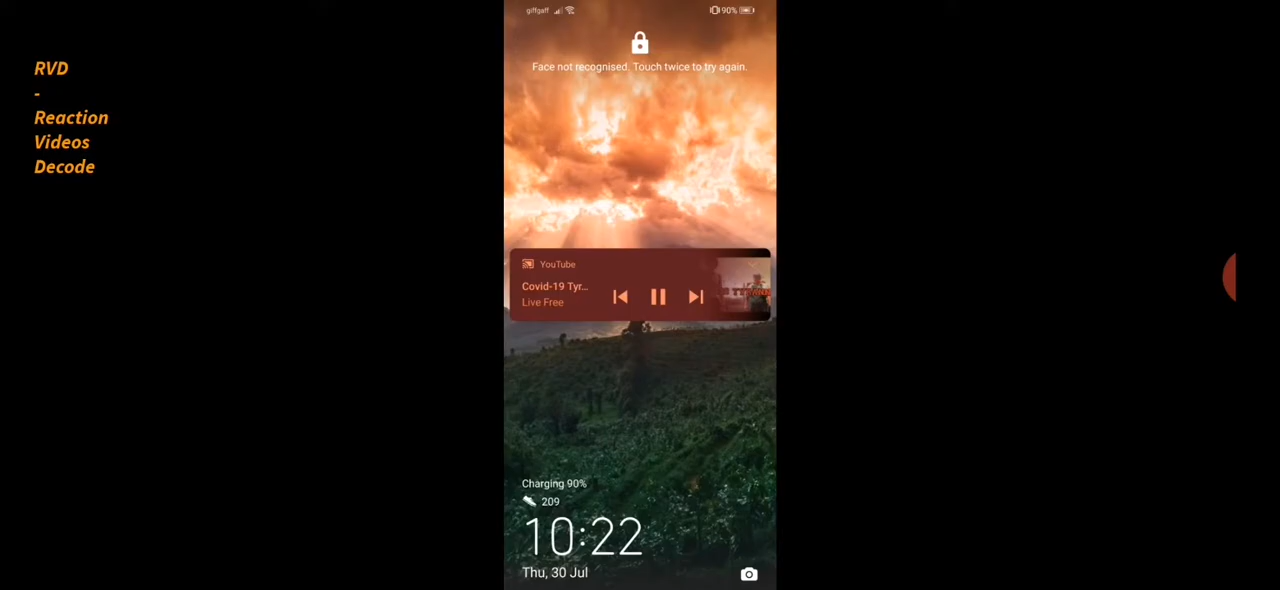 RVD
-
Reaction
Videos
Decode
giffgaff
90%
Face not recognised. Touch twice to try again.
YouTube
Covid-19 Tyr...
Live Free
Charging 90%
209
10:22
Thu, 30 Jul